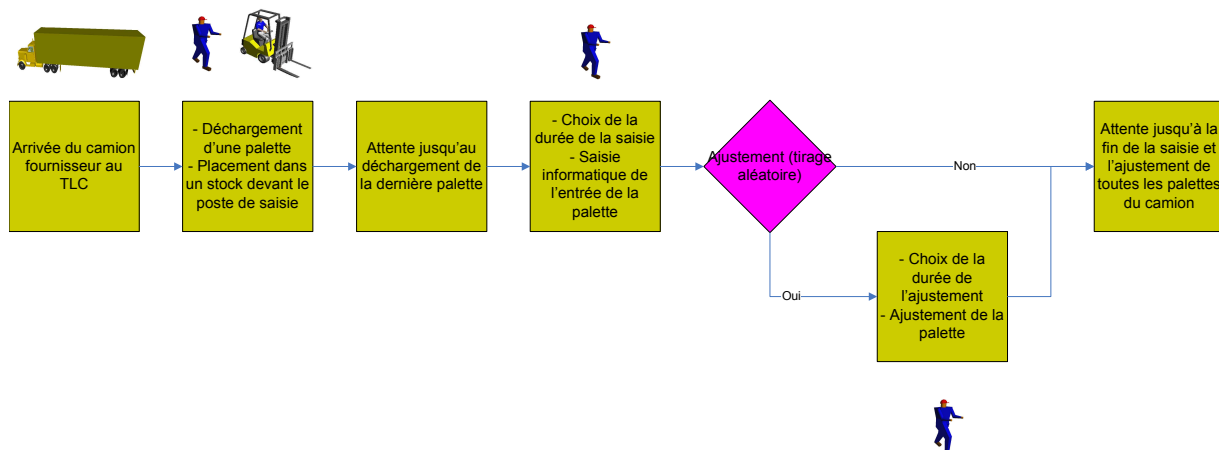 Arrivée du camion
fournisseur au
TLC
- Déchargement
d'une palette
- Placement dans
un stock devant le
poste de saisie
Attente jusqu'au
déchargement de
la dernière palette
- Choix de la
durée de la saisie
- Saisie
informatique de
l'entrée de la
palette
Ajustement (tirage
aléatoire)
Non
Oui
- Choix de la
durée de
l'ajustement
- Ajustement de la
palette
Attente jusqu'à la
fin de la saisie et
l'ajustement de
toutes les palettes
du camion